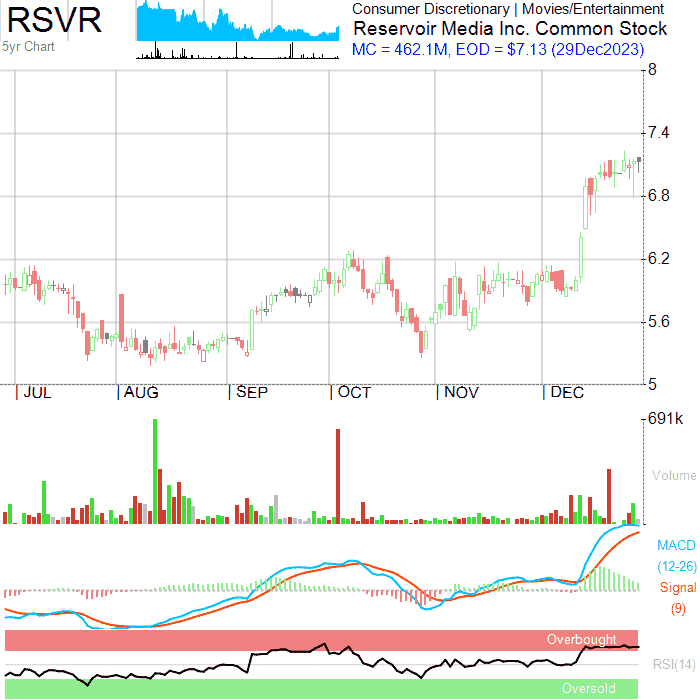 RSVR
5yr Chart
Consumer Discretionary | Movies/Entertainment
Reservoir Media Inc. Common Stock
MC = 462.1M, EOD = $7.13 (29Dec2023)
8
7.4
6.8
6.2
5.6
5
JUL AUG SEP OCT NOV DEC
691k
Volume
MACD
(12-26)
Signal
(9)
Overbought
RSI(14)
Oversold